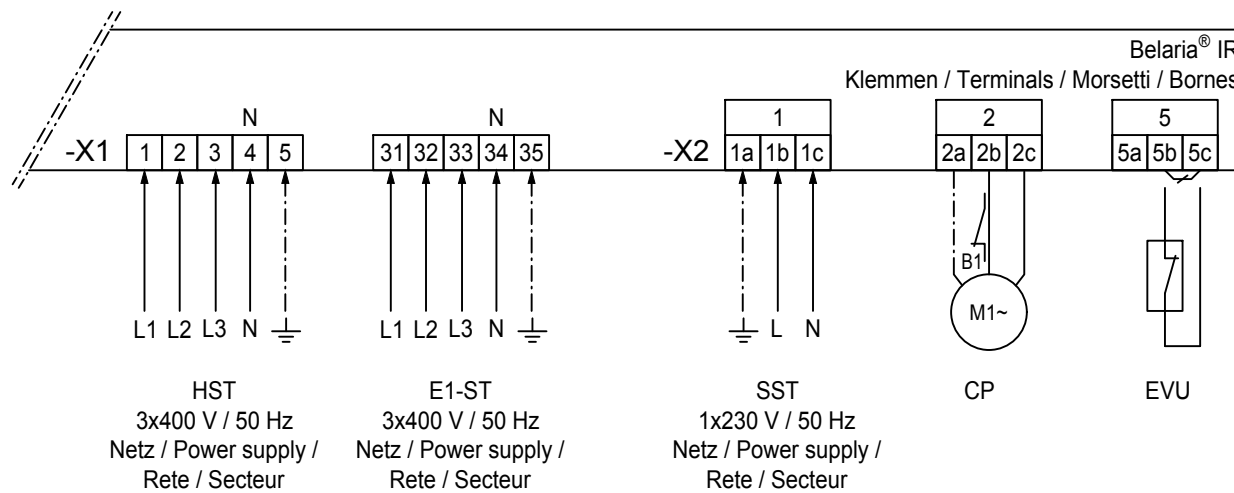 Belaria® IR
Klemmen / Terminals / Morsetti / Bornes
N N 1 2 5
-X1 1 2 3 4 5 31 32 33 34 35 -X2 1a 1b 1c 2a 2b 2c 5a 5b 5c
B1
M1~
L1 L2 L3 N L1 L2 L3 N L N
HST E1-ST SST CP EVU
3x400 V / 50 Hz 3x400 V / 50 Hz 1x230 V / 50 Hz
Netz / Power supply / Netz / Power supply / Netz / Power supply /
Rete / Secteur Rete / Secteur Rete / Secteur